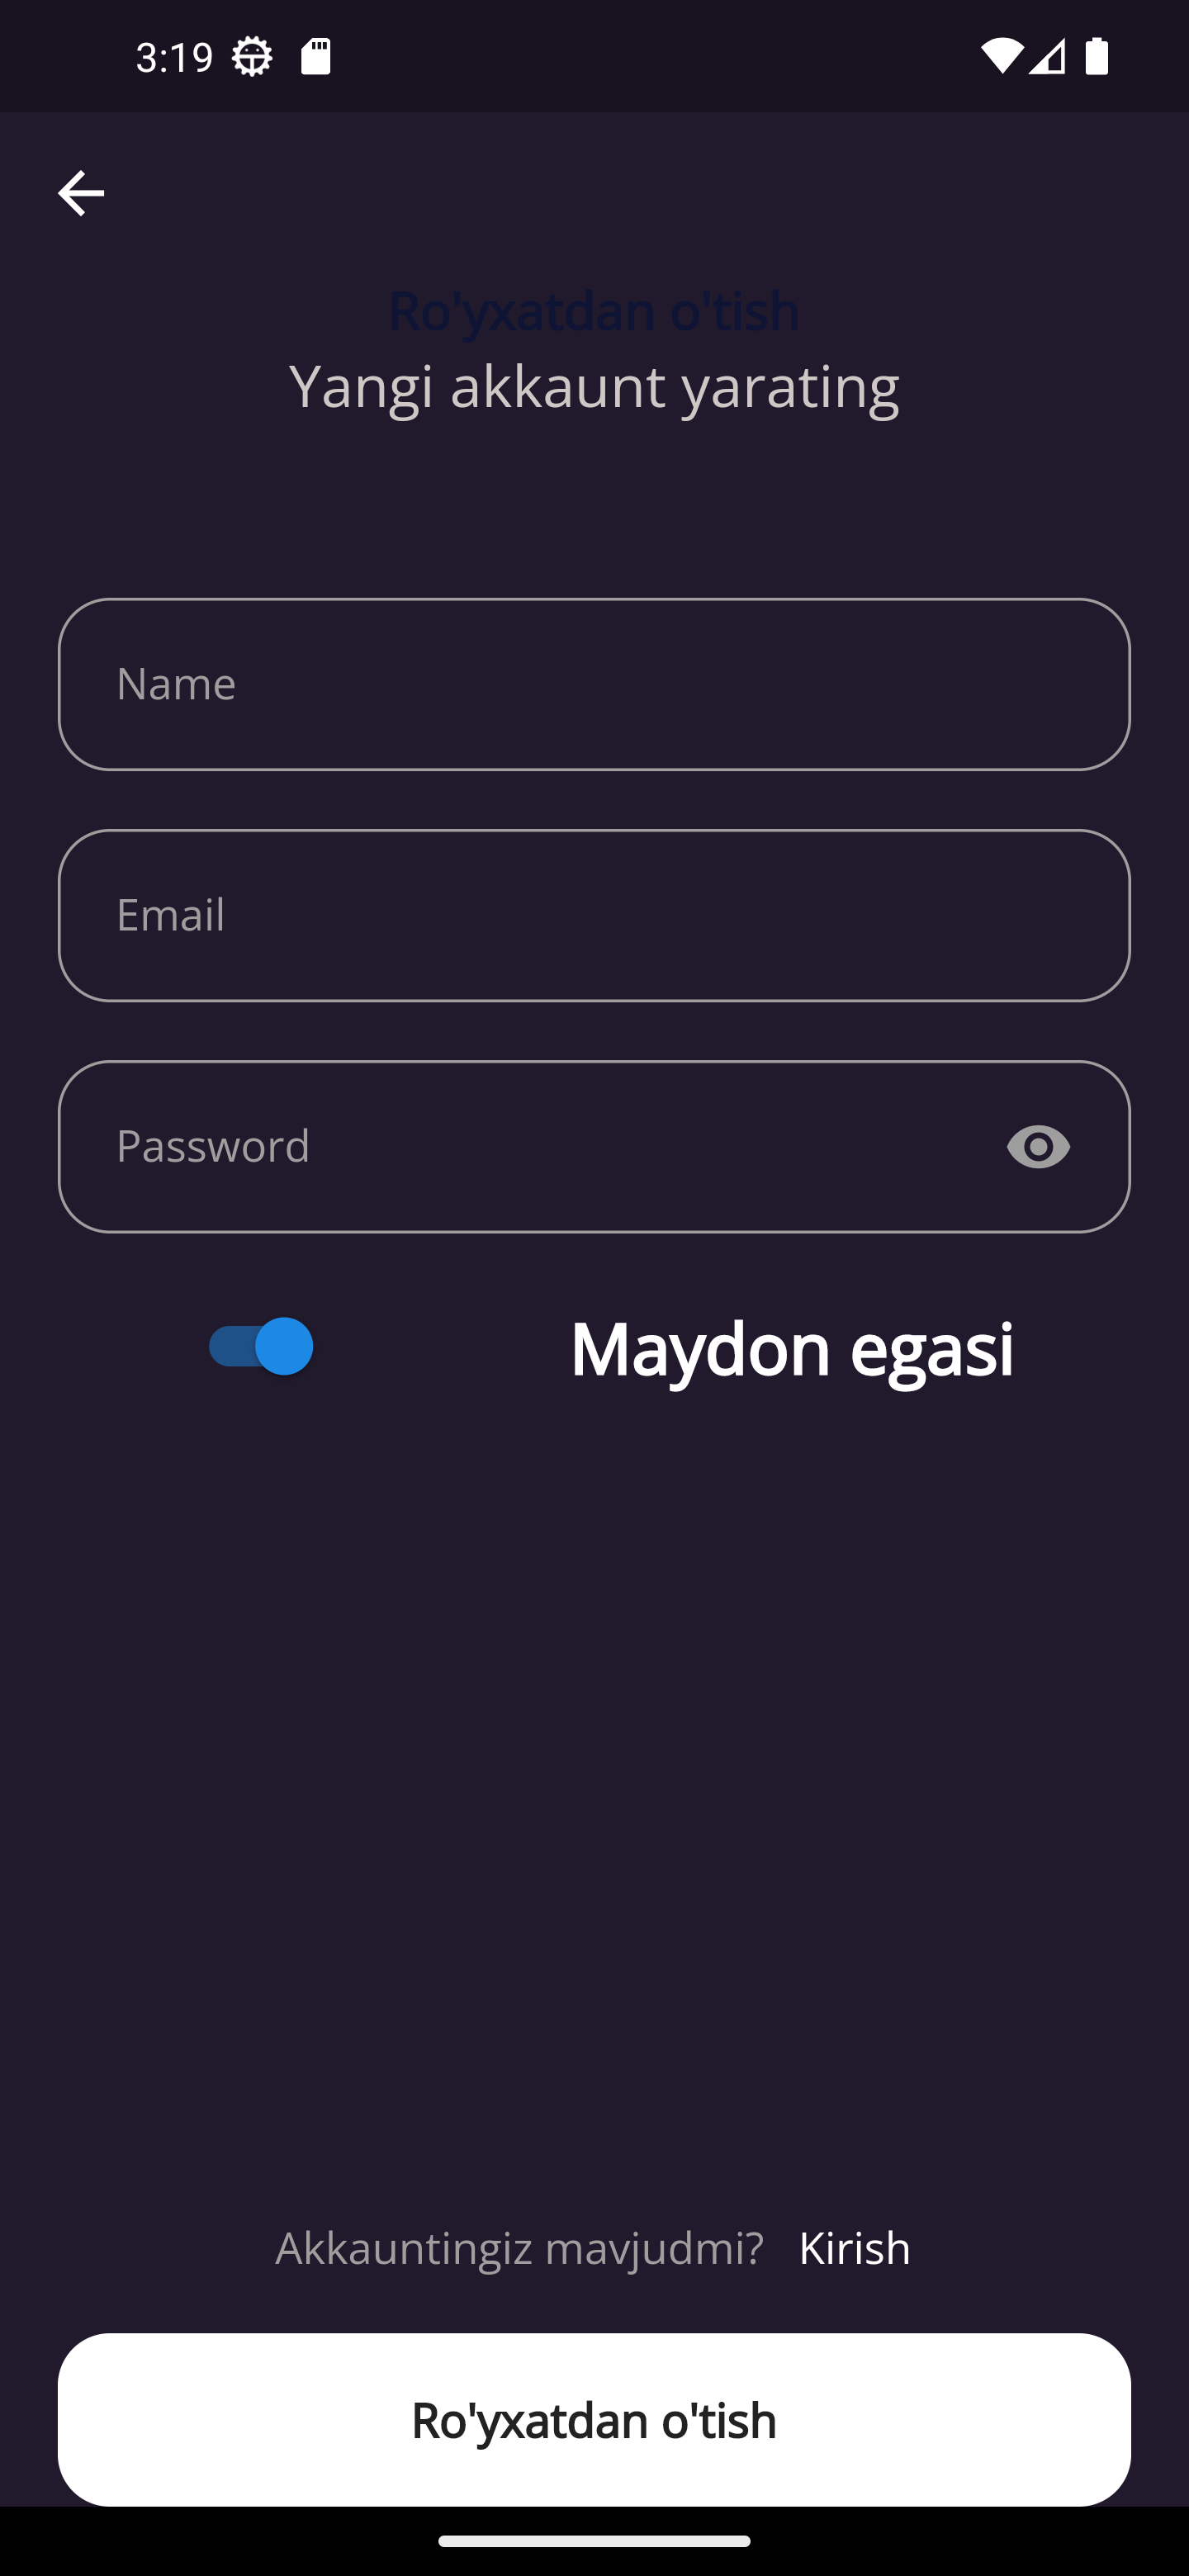 3:19
Ro'yxatdan o'tish
Yangi akkaunt yarating
Name
Email
Password
Maydon egasi
Akkauntingiz mavjudmi? Kirish
Ro'yxatdan o'tish